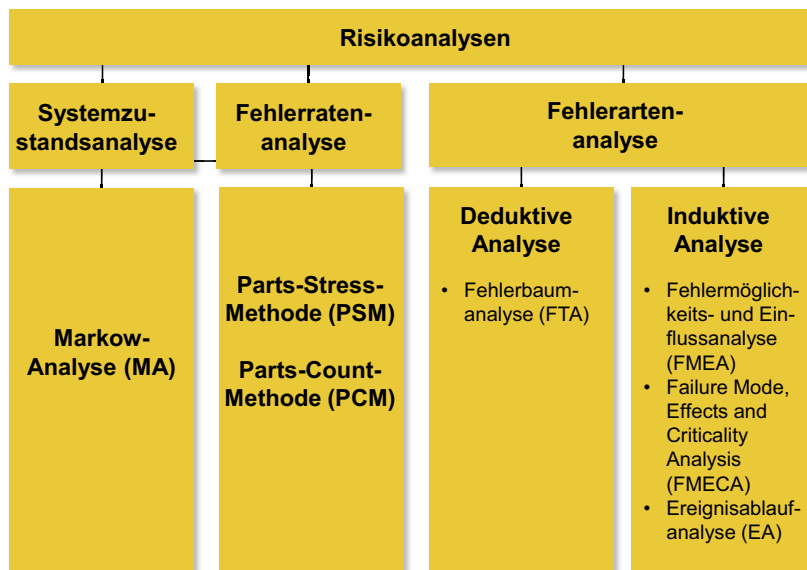 Risikoanalysen
Systemzu-
standsanalyse
Fehlerraten-
analyse
Fehlerarten-
analyse
Markow-
Analyse (MA)
Parts-Stress-
Methode (PSM)
Parts-Count-
Methode (PCM)
Deduktive
Analyse
• Fehlerbaum-
analyse (FTA)
Induktive
Analyse
• Fehlermöglich-
keits- und Ein-
flussanalyse
(FMEA)
• Failure Mode,
Effects and
Criticality
Analysis
(FMECA)
• Ereignisablauf-
analyse (EA)